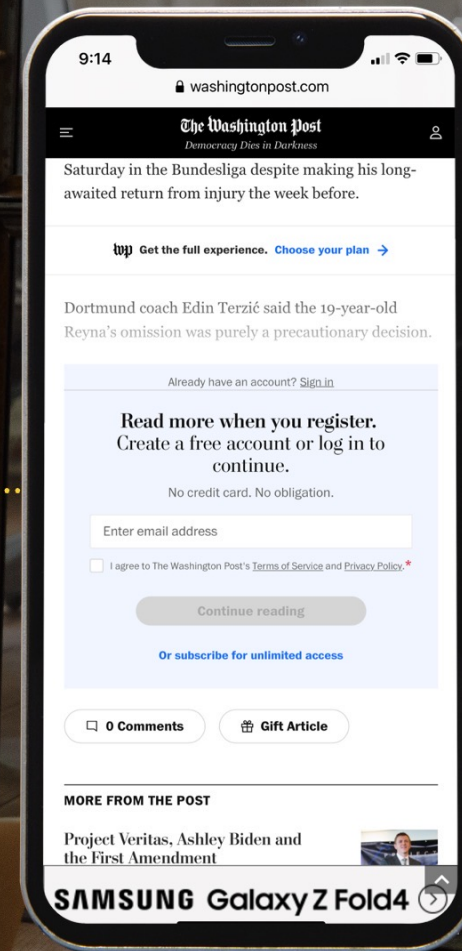 9:14
washingtonpost.com
The Washington Post
Democracy Dies in Darkness
Saturday in the Bundesliga despite making his long-
awaited return from injury the week before.
wp Get the full experience. Choose your plan →
Dortmund coach Edin Terzić said the 19-year-old
Reyna's omission was purely a precautionary decision.
Already have an account? Sign in
Read more when you register.
Create a free account or log in to
continue.
No credit card. No obligation.
Enter email address
I agree to The Washington Post's Terms of Service and Privacy Policy.*
Continue reading
Or subscribe for unlimited access
0 Comments
Gift Article
MORE FROM THE POST
Project Veritas, Ashley Biden and
the First Amendment
SAMSUNG Galaxy Z Fold4